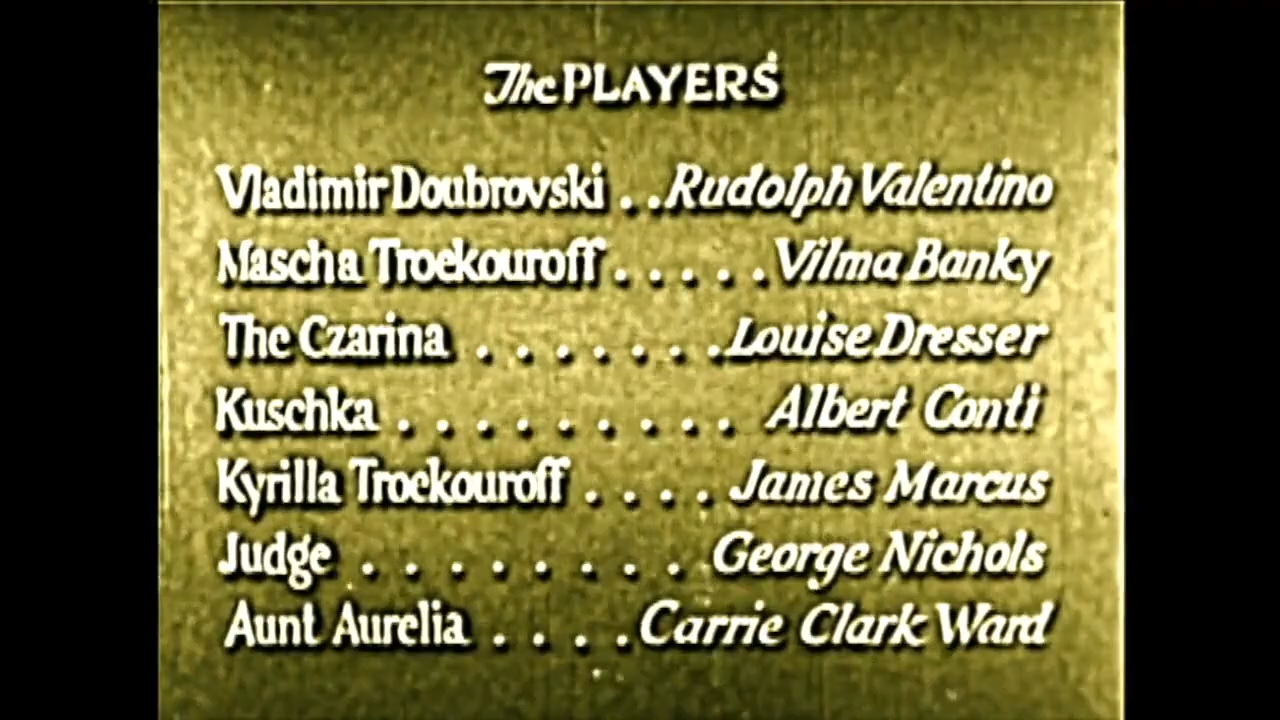 The PLAYERS
Vladimir Doubrovski . . Rudolph Valentino
Mascha Troekouroff . . . . . Vilma Banky
The Czarina . . . . . . . Louise Dresser
Kuschka . . . . . . . . . Albert Conti
Kyrilla Troekouroff . . . . James Marcus
Judge . . . . . . . . . George Nichols
Aunt Aurelia . . . . Carrie Clark Ward